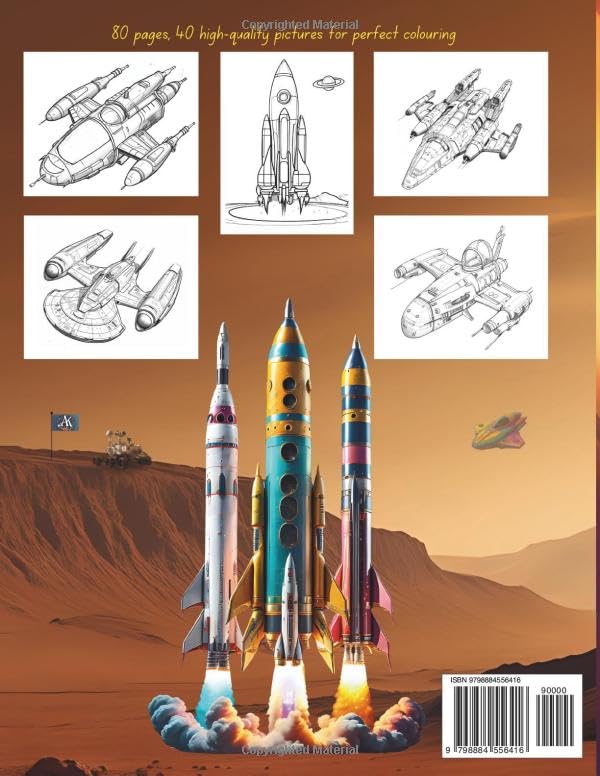 Copyrighted Material
80 pages, 40 high-quality pictures for perfect colouring
AK
ISBN 9798884556416
90000
9 798884 556416
Copyrighted Material